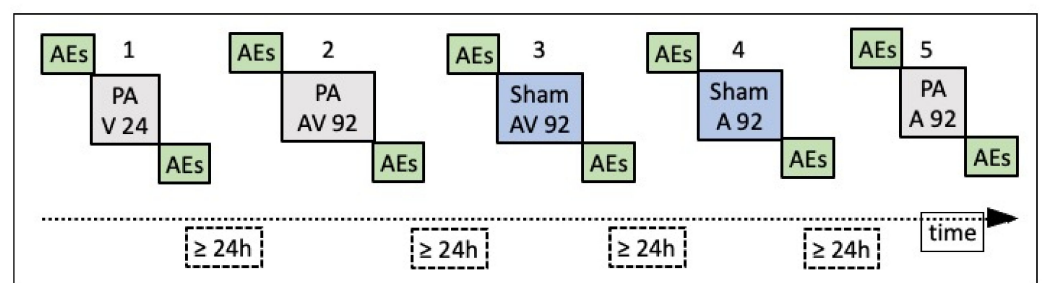 AEs 1
PA
V 24
AEs
AEs 2
PA
AV 92
AEs
AEs 3
Sham
AV 92
AEs
AEs 4
Sham
A 92
AEs
AEs 5
PA
A 92
AEs
time
≥ 24h
≥ 24h
≥ 24h
≥ 24h